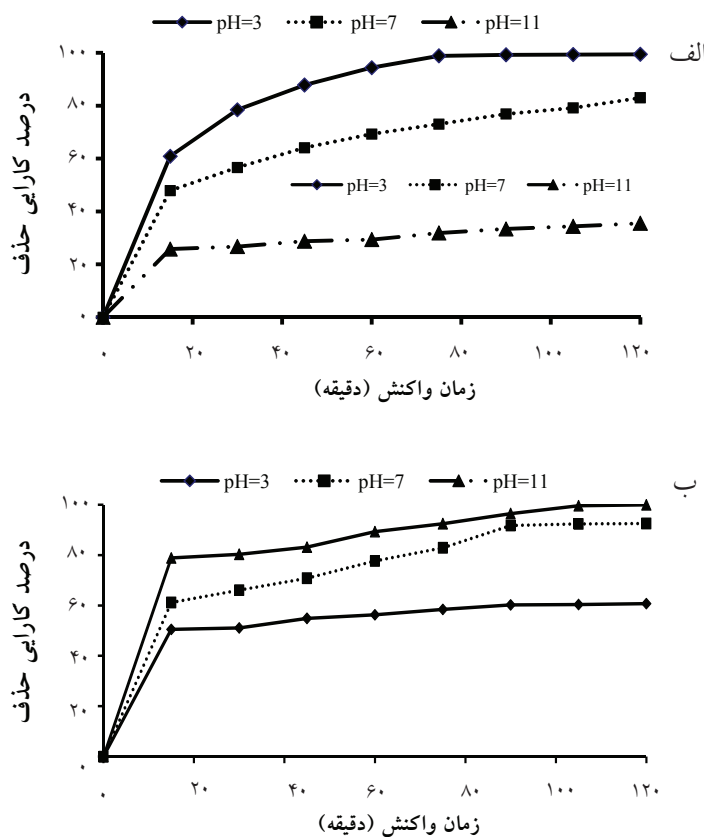 pH=3 pH=7 pH=11
الف
۱۰۰
۸۰
۶۰
۴۰
۲۰
۰
درصد کارایی حذف
pH=3 pH=7 pH=11
۰ ۲۰ ۴۰ ۶۰ ۸۰ ۱۰۰ ۱۲۰
زمان واکنش (دقیقه)
ب
pH=3 pH=7 pH=11
۱۰۰
۸۰
۶۰
۴۰
۲۰
۰
درصد کارایی حذف
۰ ۲۰ ۴۰ ۶۰ ۸۰ ۱۰۰ ۱۲۰
زمان واکنش (دقیقه)